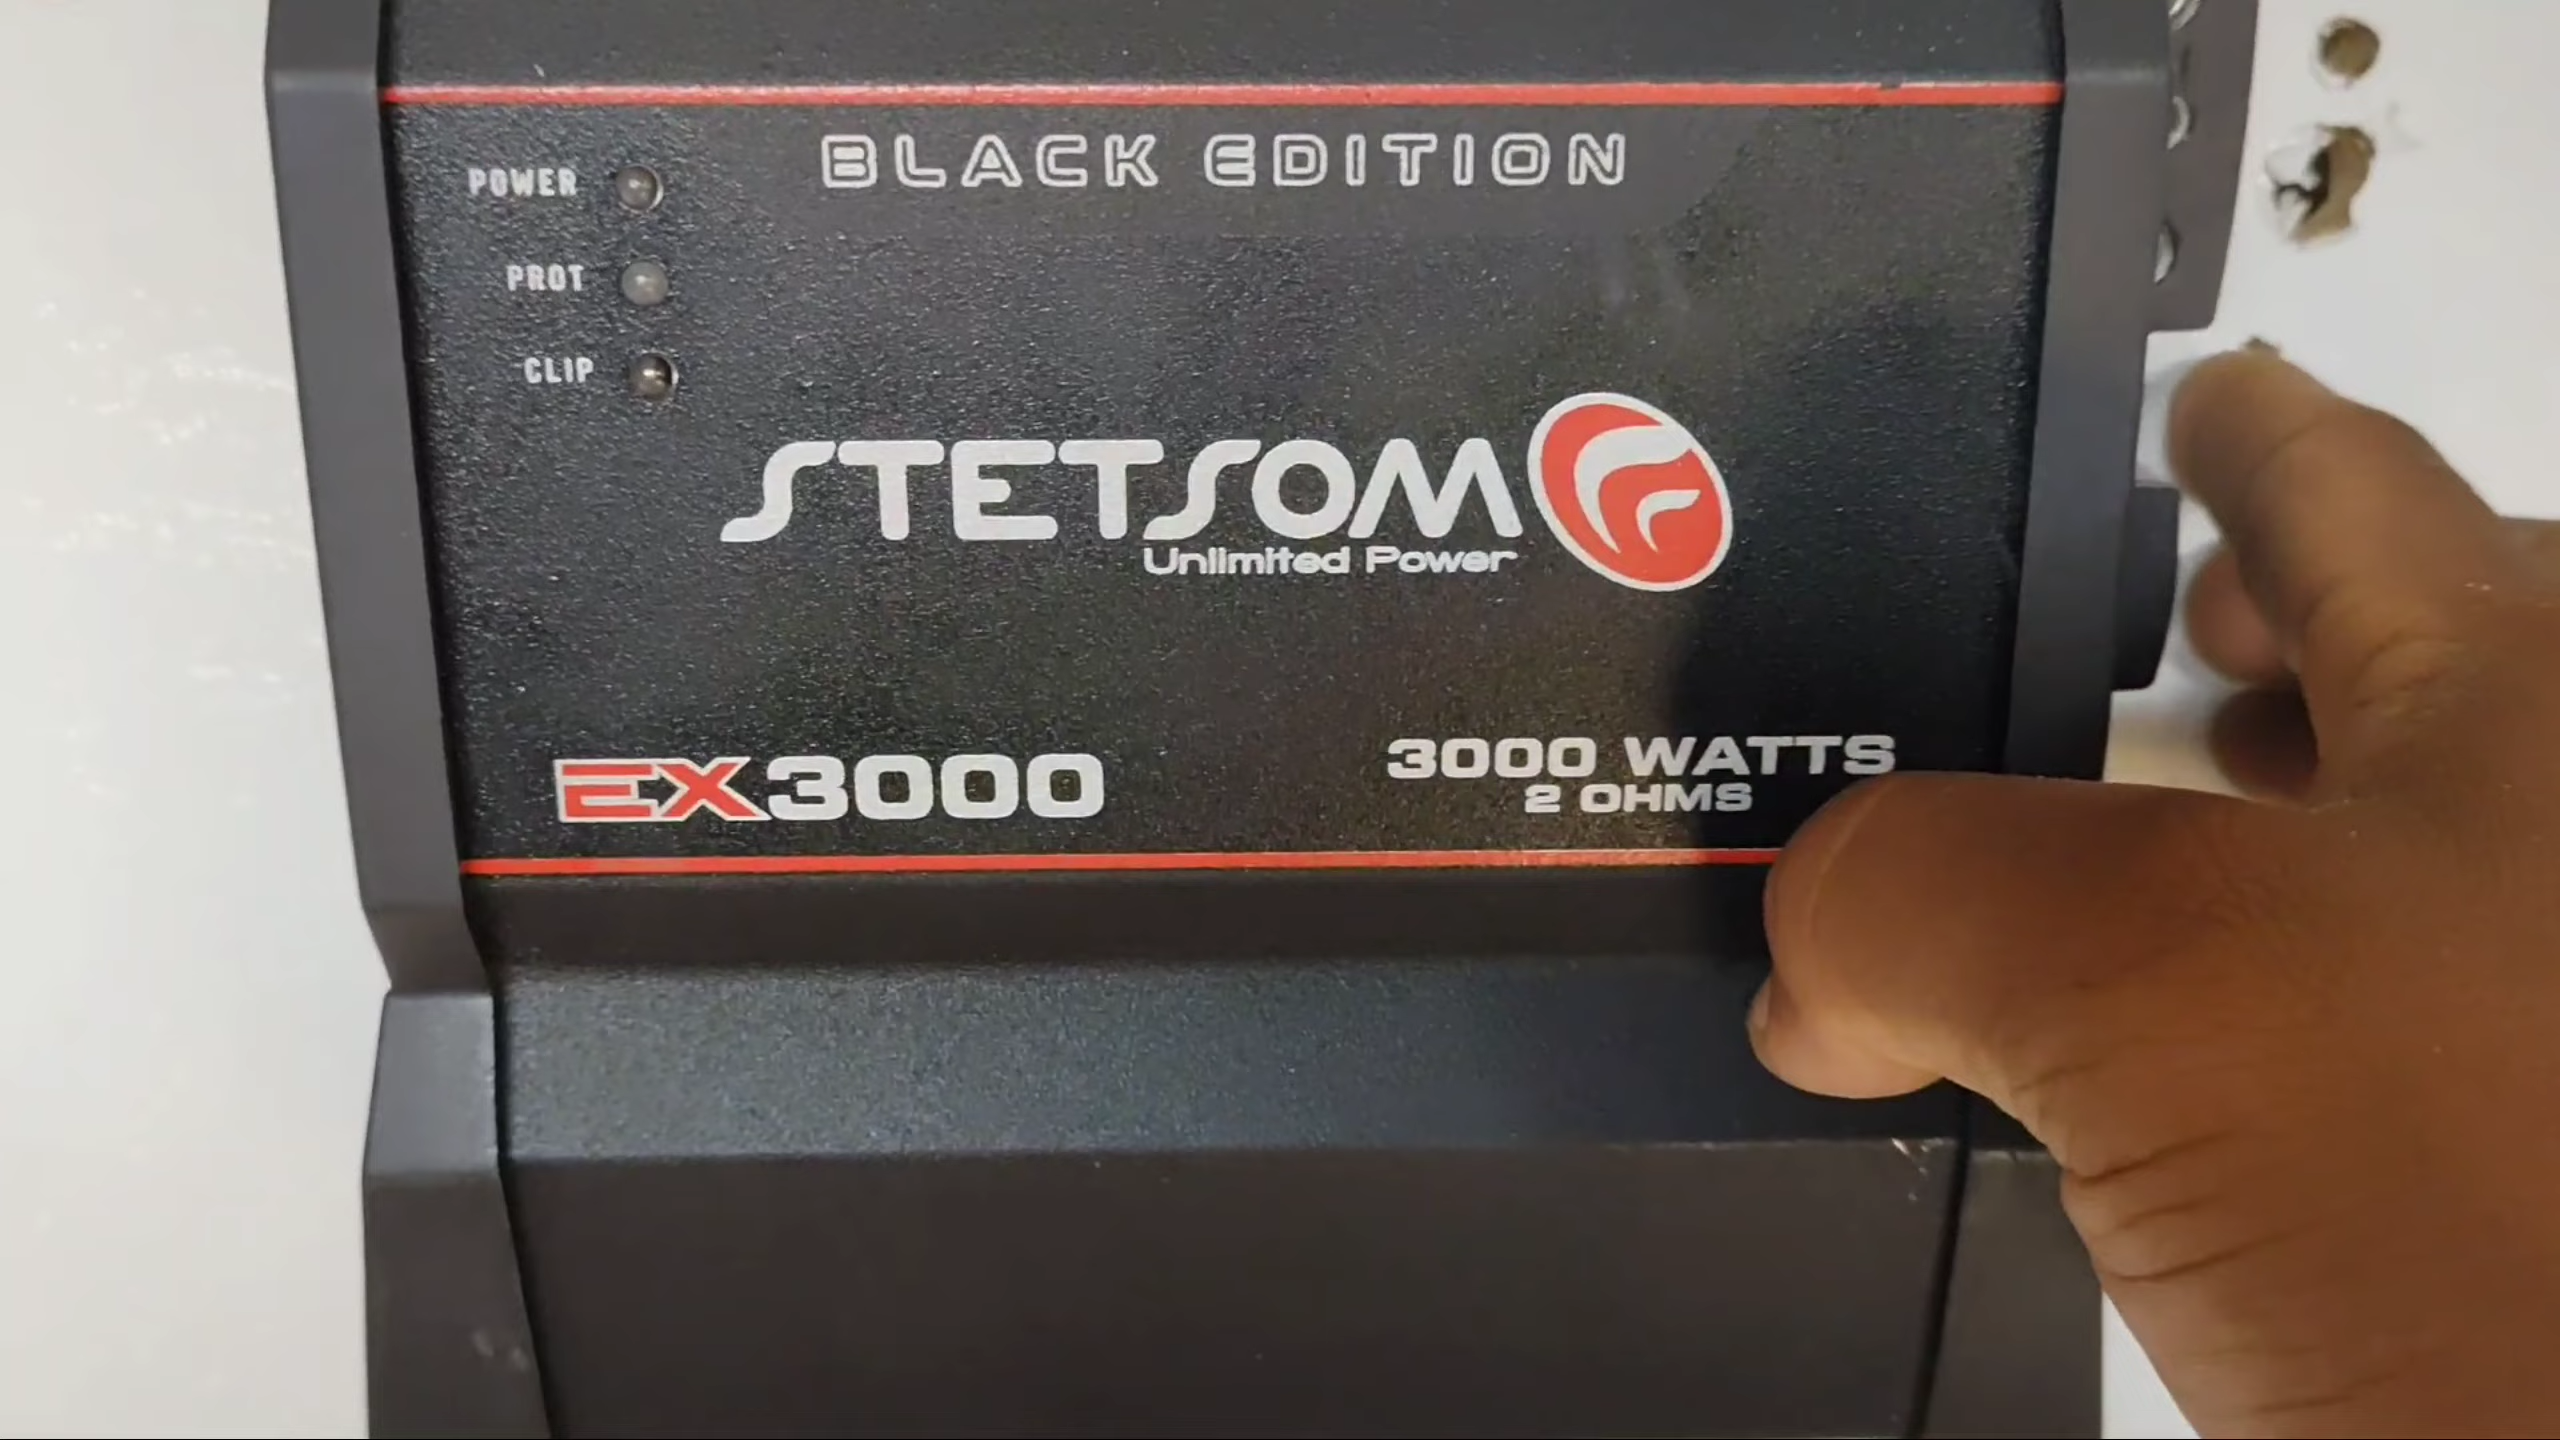 BLACK EDITION
POWER
PROT
CLIP
STETSOM
Unlimited Power
EX3000
3000 WATTS
2 OHMS